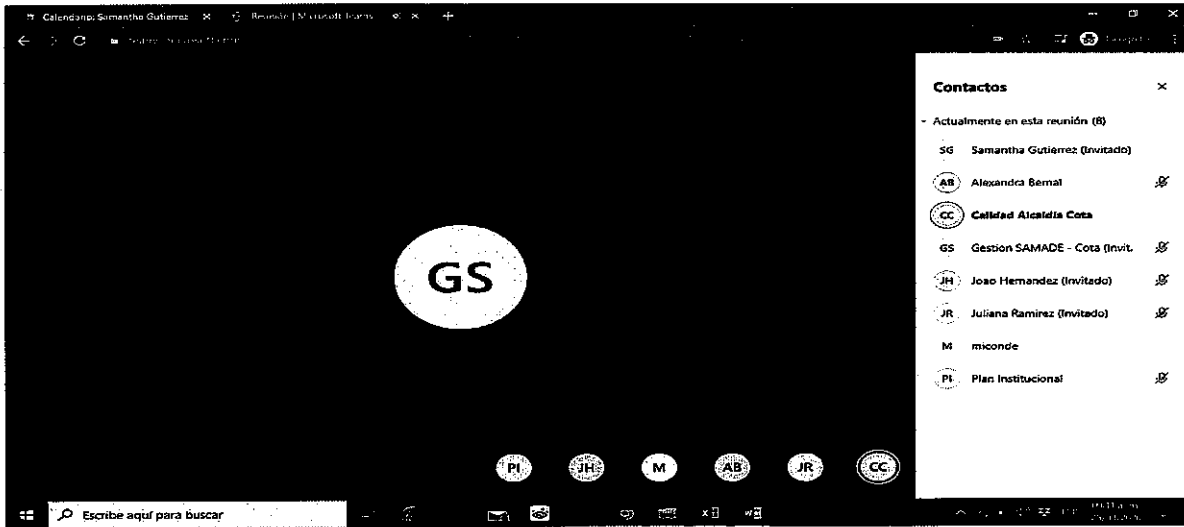 Calendario: Samantha Gutierrez
Reunión | Microsoft Teams
Contactos
Actualmente en esta reunión (8)
SG Samantha Gutierrez (Invitado)
AB Alexandra Bernal
CC Calidad Alcaldía Cota
GS Gestion SAMADE - Cota (Invit.
JH Joao Hernandez (Invitado)
JR Juliana Ramirez (Invitado)
M miconde
PI Plan Institucional
GS
PI JH M AB JR CC
Escribe aquí para buscar